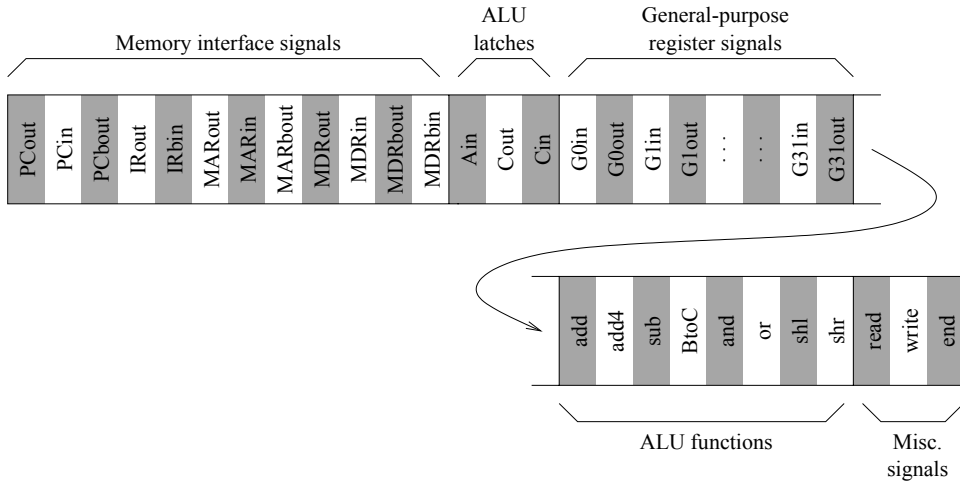 ALU
latches
General-purpose
register signals
Memory interface signals
PCout
PCin
PCbout
IRout
IRbin
MARout
MARin
MARbout
MDRout
MDRin
MDRbout
MDRbin
Ain
Cout
Cin
G0in
G0out
G1in
G1out
. . . .
. . . .
G31in
G31out
add
add4
sub
BtoC
and
or
shl
shr
read
write
end
ALU functions
Misc.
signals